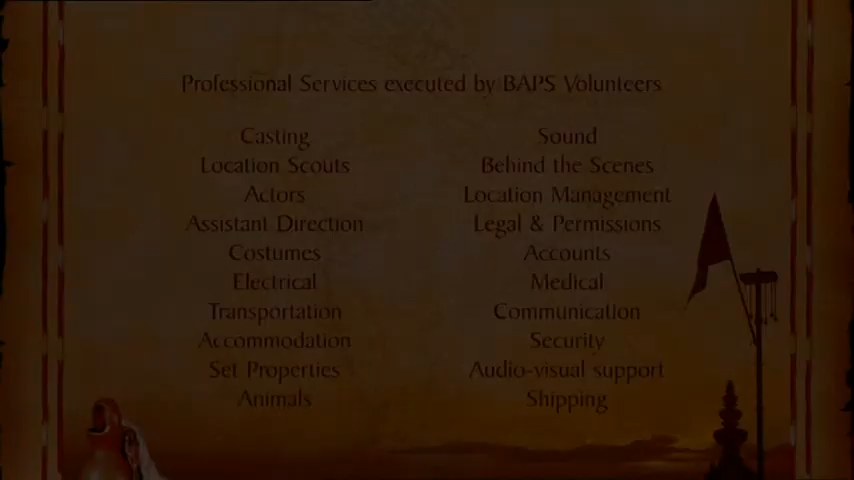 Professional Services executed by BAPS Volunteers
Casting
Location Scouts
Actors
Assistant Direction
Costumes
Electrical
Transportation
Accommodation
Set Properties
Animals
Sound
Behind the Scenes
Location Management
Legal & Permissions
Accounts
Medical
Communication
Security
Audio-visual support
Shipping